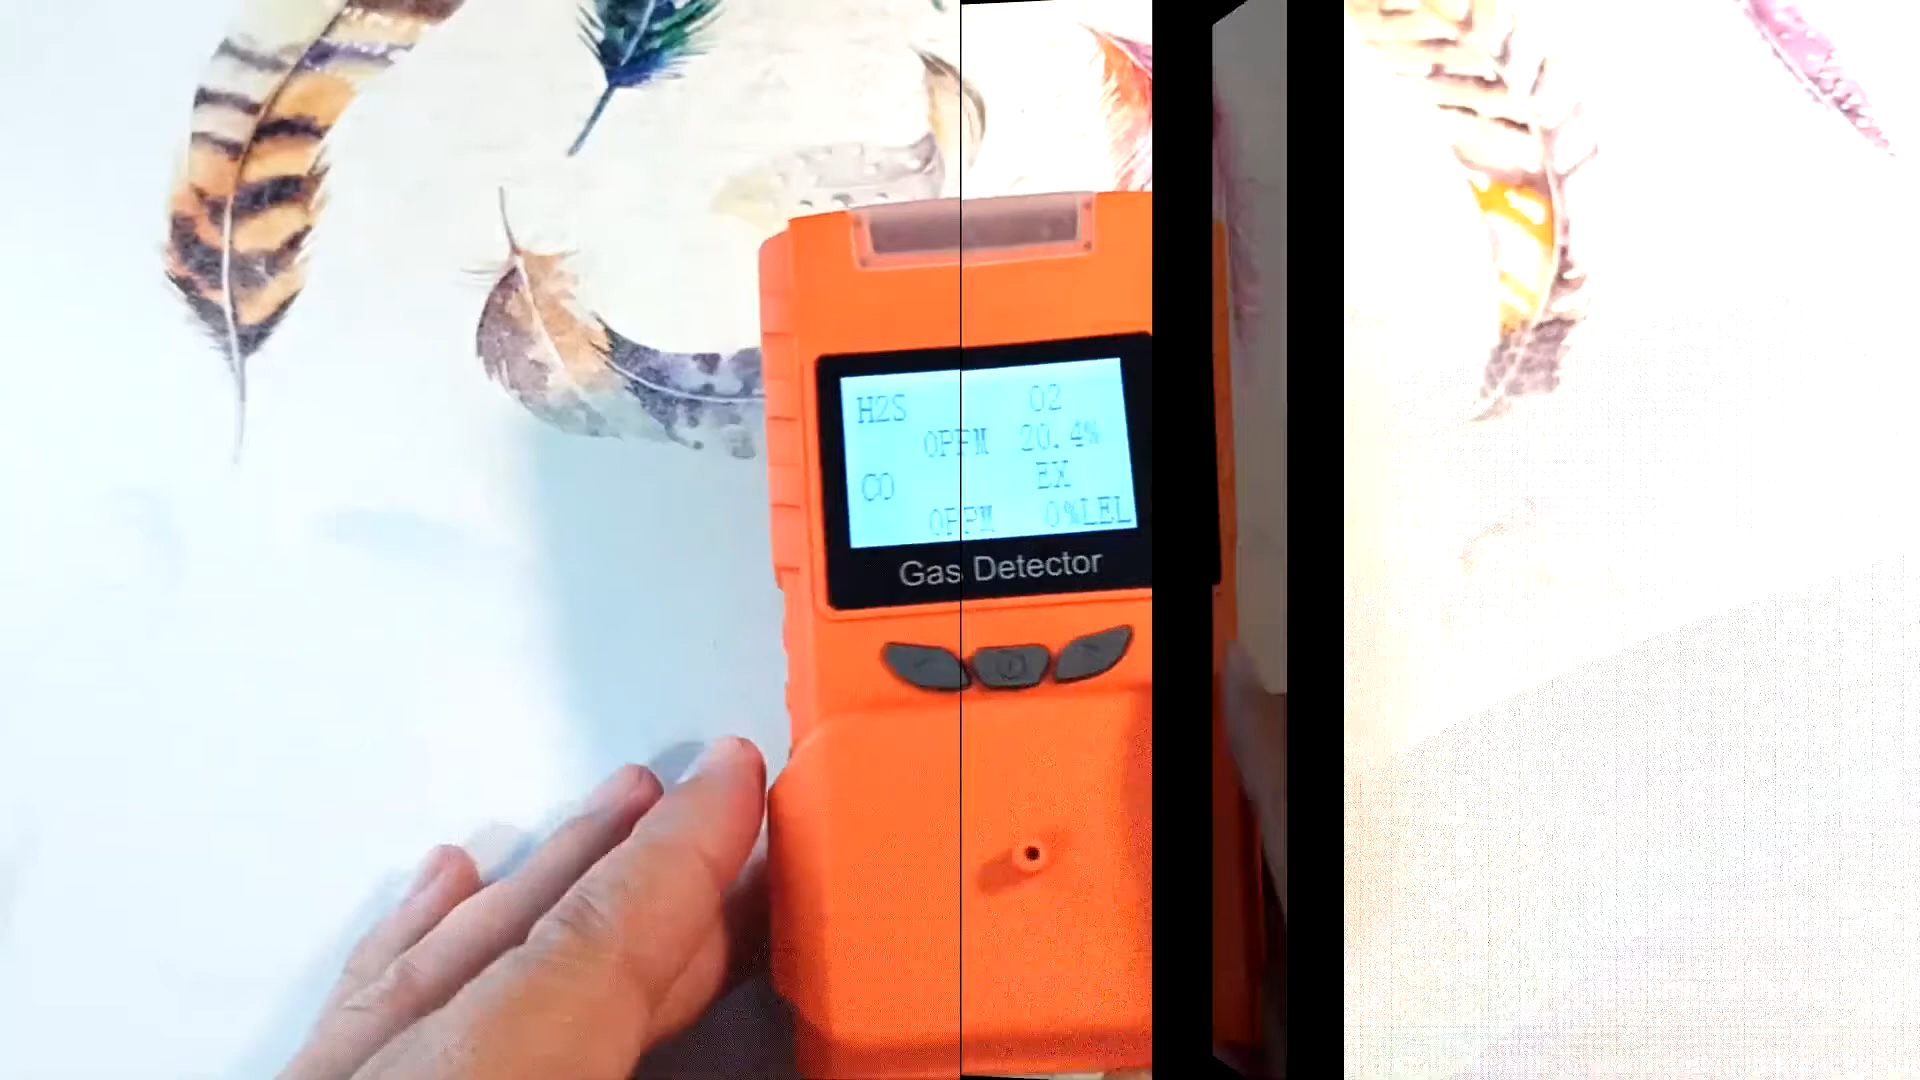 H2S O2
0PPM 20.4%
CO EX
0PPM 0%LEL
Gas Detector